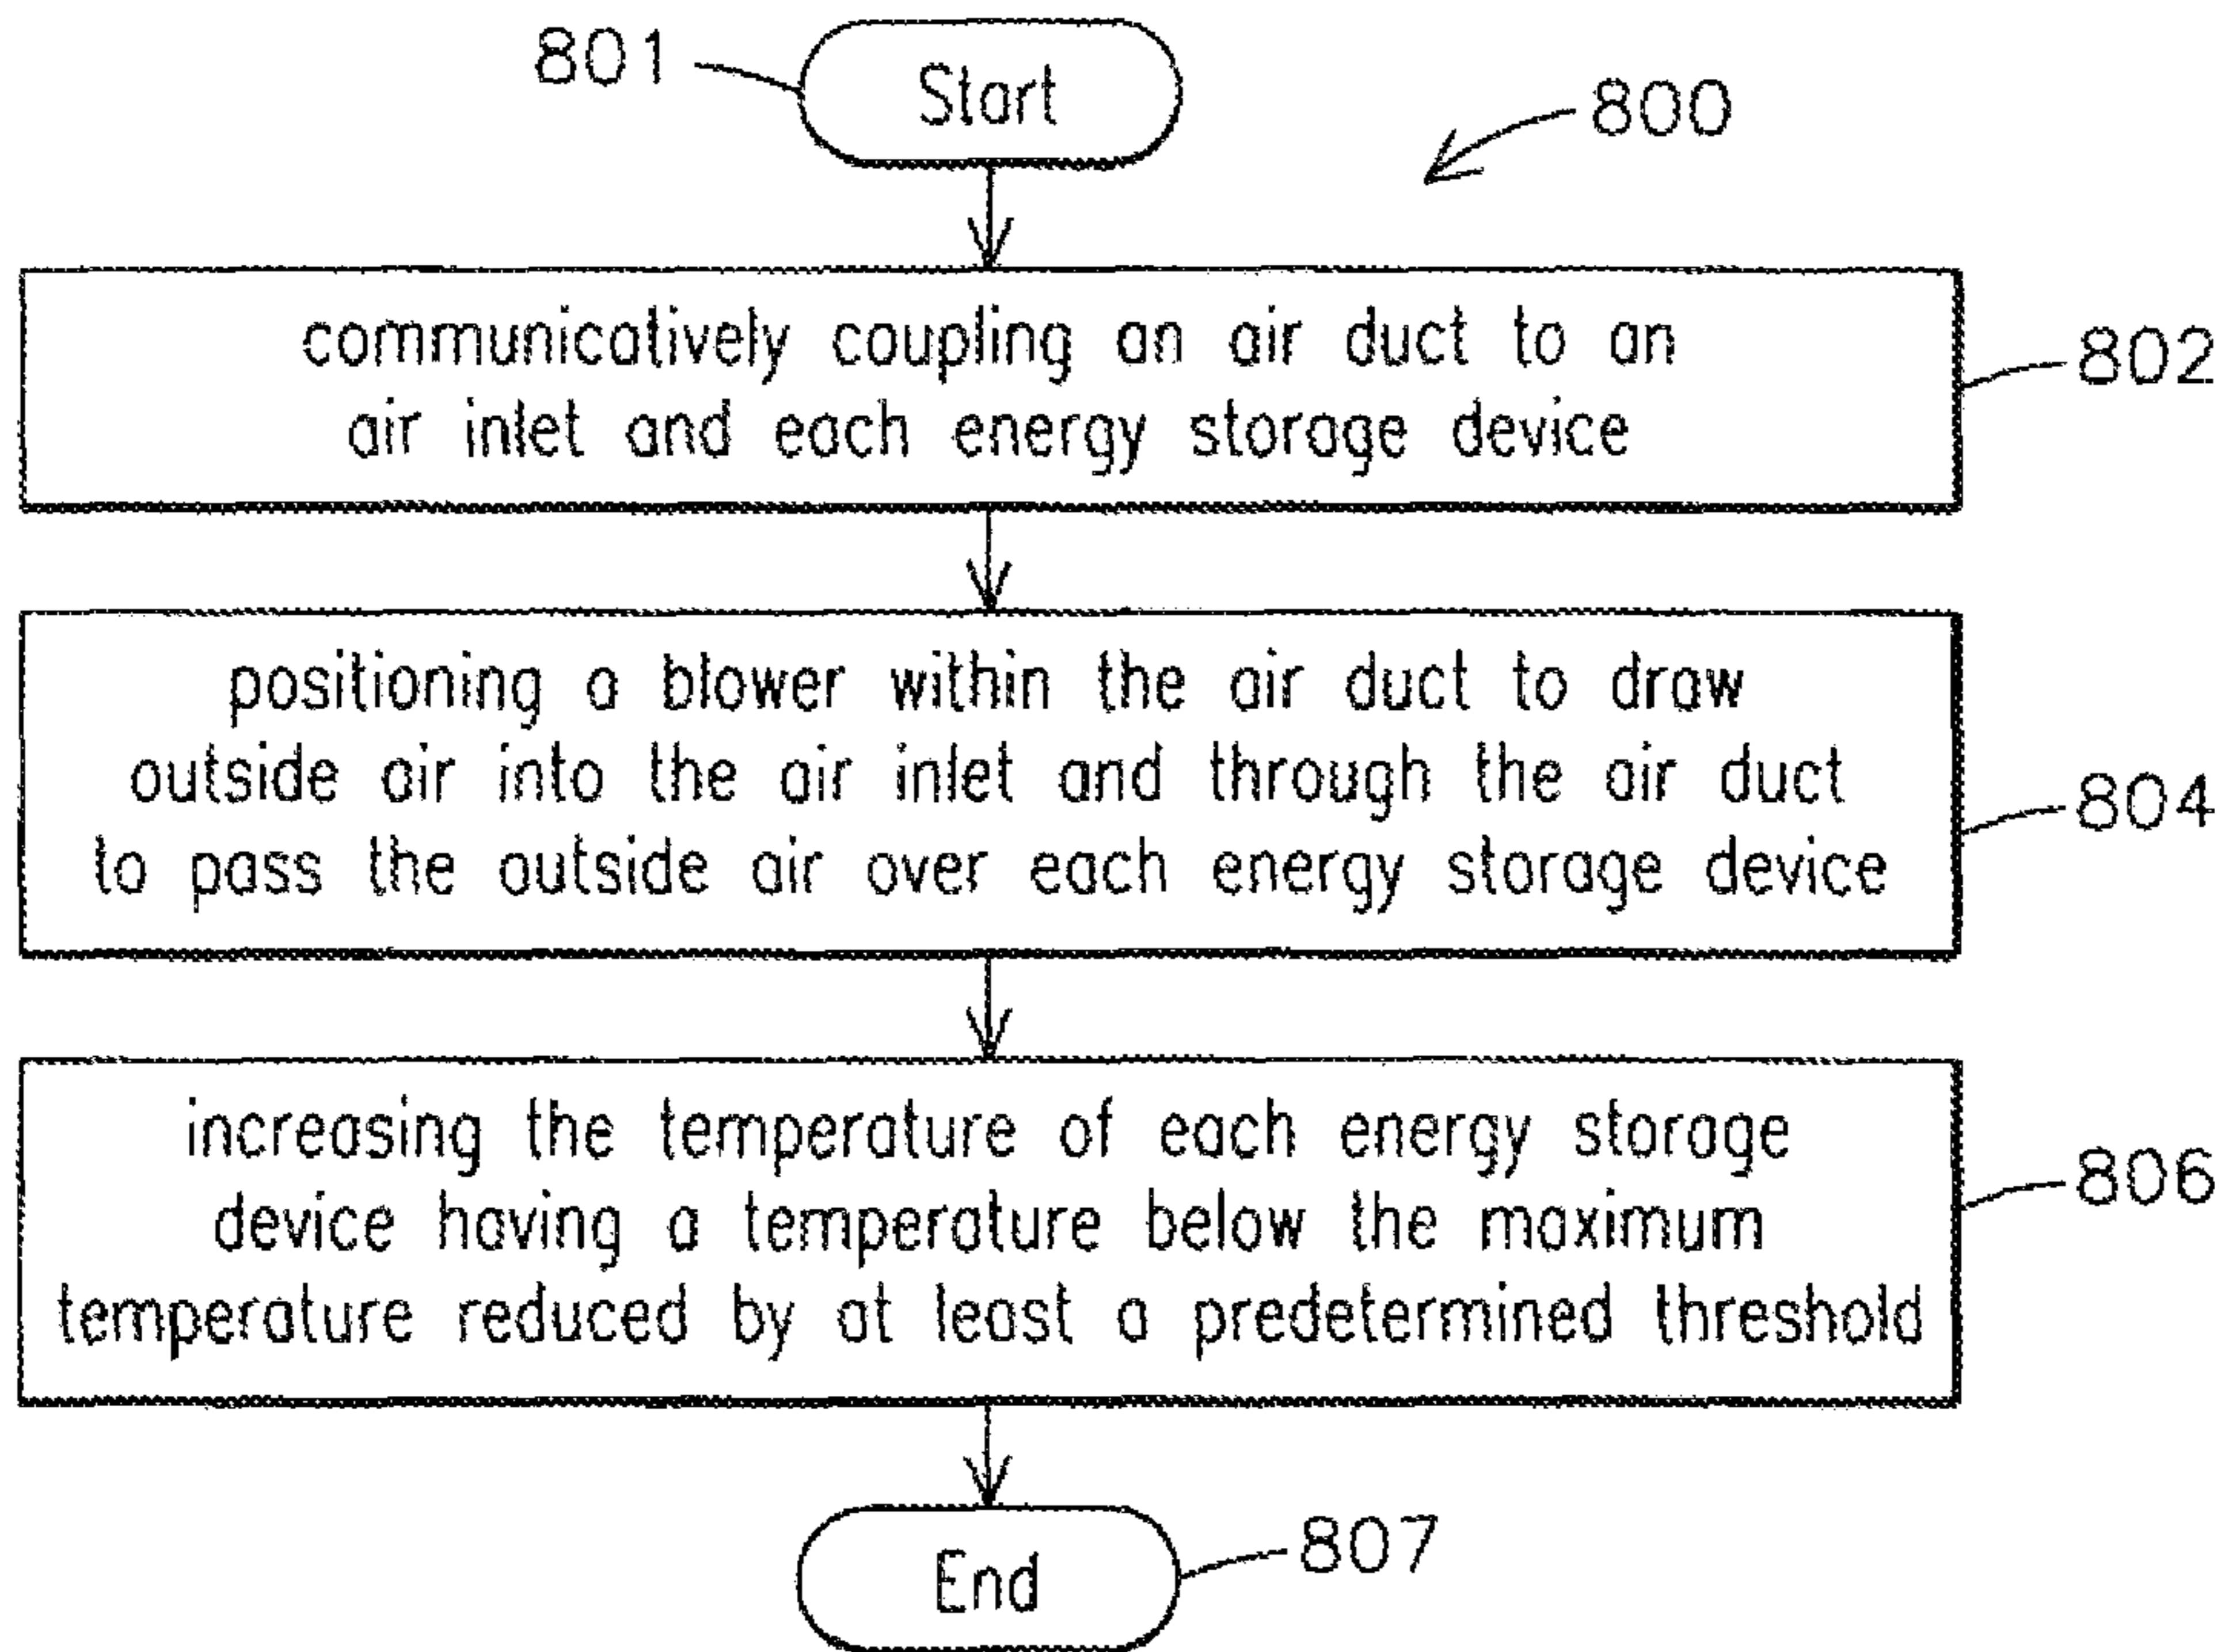 801
Start
800
communicatively coupling an air duct to an
air inlet and each energy storage device
802
positioning a blower within the air duct to draw
outside air into the air inlet and through the air duct
to pass the outside air over each energy storage device
804
increasing the temperature of each energy storage
device having a temperature below the maximum
temperature reduced by at least a predetermined threshold
806
End
807